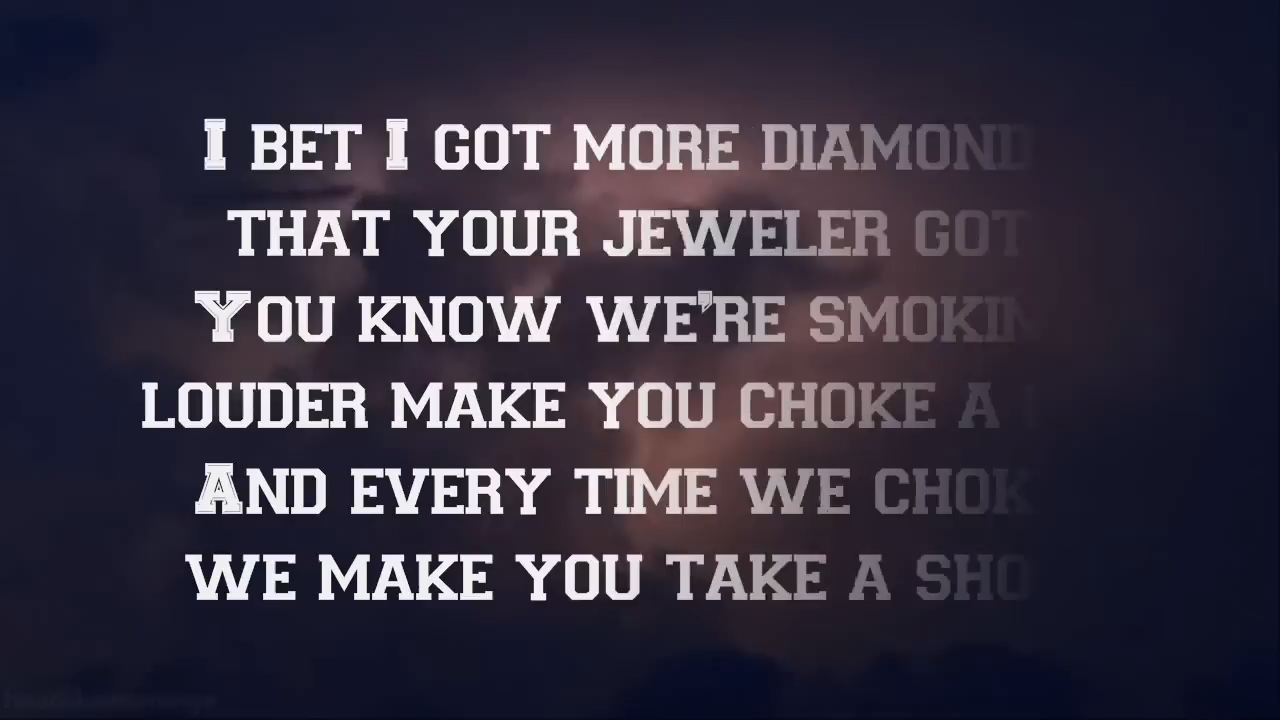 I BET I GOT MORE DIAMOND
THAT YOUR JEWELER GOT
YOU KNOW WE'RE SMOKIN
LOUDER MAKE YOU CHOKE A
AND EVERY TIME WE CHOK
WE MAKE YOU TAKE A SHO